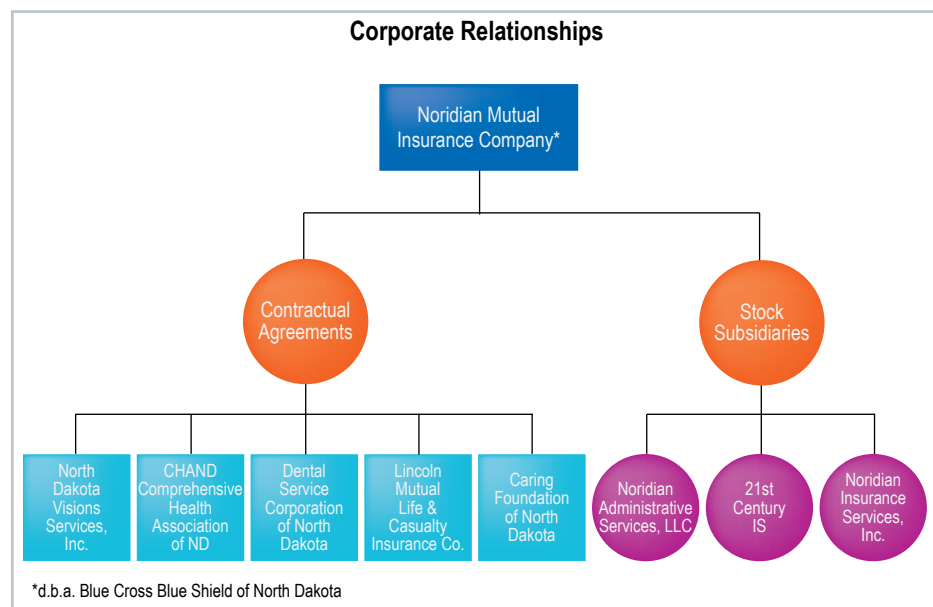 Corporate Relationships
Noridian Mutual
Insurance Company*
Contractual
Agreements
Stock
Subsidiaries
North
Dakota
Visions
Services,
Inc.
CHAND
Comprehensive
Health
Association
of ND
Dental
Service
Corporation
of North
Dakota
Lincoln
Mutual
Life &
Casualty
Insurance Co.
Caring
Foundation
of North
Dakota
Noridian
Administrative
Services, LLC
21st
Century
IS
Noridian
Insurance
Services,
Inc.
*d.b.a. Blue Cross Blue Shield of North Dakota